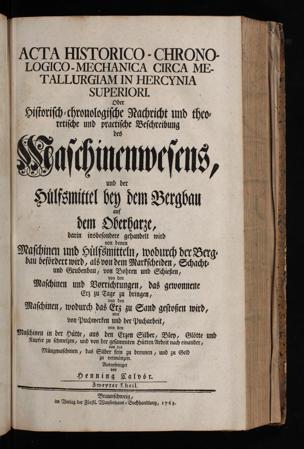 ACTA HISTORICO-CHRONO-
LOGICO-MECHANICA CIRCA ME-
TALLURGIAM IN HERCYNIA
SUPERIORI.
Oder
Historisch-chronologische Nachricht und theo-
retische und practische Beschreibung
des
Maschinenwesens,
und der
Hülfsmittel bey dem Bergbau
auf
dem Oberharze,
darin insbesondere gehandelt wird
von denen
Maschinen und Hülfsmitteln, wodurch der Berg-
bau befördert wird, als von dem Markscheiden, Schacht-
und Grubenbau, von Bohren und Schießen,
von der
Maschinen und Vorrichtungen, das gewonnene
Erz zu Tage zu bringen,
von den
Maschinen, wodurch das Erz zu Sand gestoßen wird,
von Puchwerken und der Pucharbeit,
von den
Maschinen in der Hütte, aus den Erzen Silber, Bley, Glötte und
Kupfer zu schmelzen, und von der gesammten Hütten Arbeit nach einander,
von den
Münzmaschinen, das Silber fein zu brennen, und zu Geld
zu vermünzen.
von
Henning Calvör.
Zweyter Theil.
Braunschweig,
im Verlag der Fürstl. Waysenhaus-Buchhandlung, 1763.